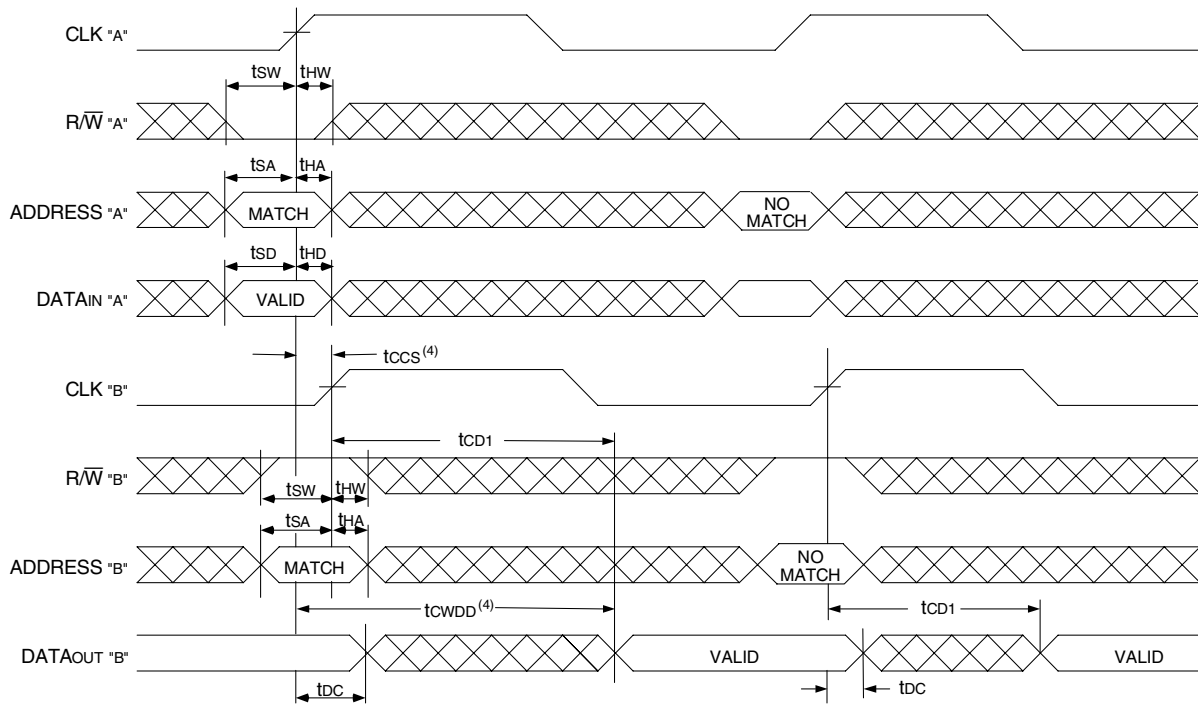 CLK "A"
tSW tHW
R/W̅ "A"
tSA tHA
ADDRESS "A" MATCH NO MATCH
tSD tHD
DATAIN "A" VALID
tCCS(4)
CLK "B"
tCD1
R/W̅ "B"
tSW tHW
tSA tHA
ADDRESS "B" MATCH NO MATCH
tCWDD(4) tCD1
DATAOUT "B" VALID VALID
tDC tDC